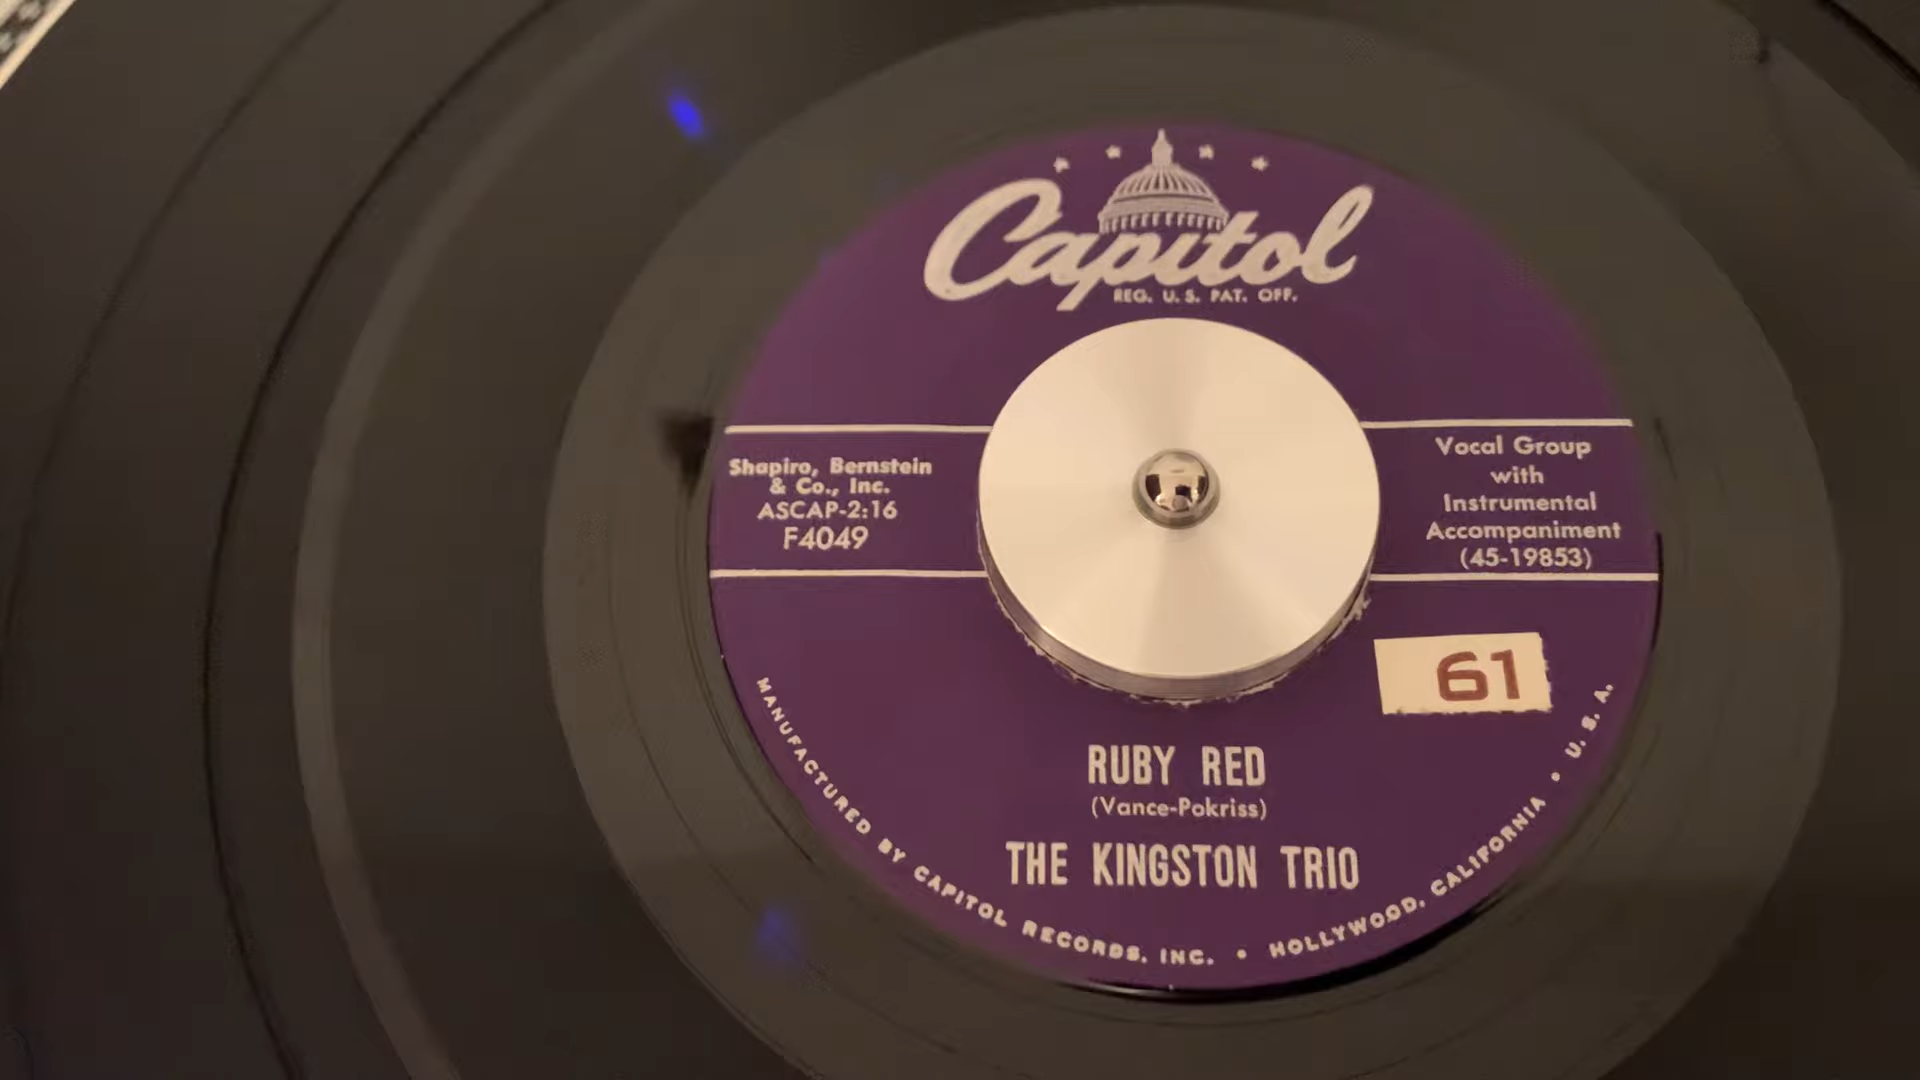 Capitol
REG. U.S. PAT. OFF.
Shapiro, Bernstein
& Co., Inc.
ASCAP-2:16
F4049
Vocal Group
with
Instrumental
Accompaniment
(45-19853)
61
RUBY RED
(Vance-Pokriss)
THE KINGSTON TRIO
MANUFACTURED BY CAPITOL RECORDS, INC. • HOLLYWOOD, CALIFORNIA • U.S.A.